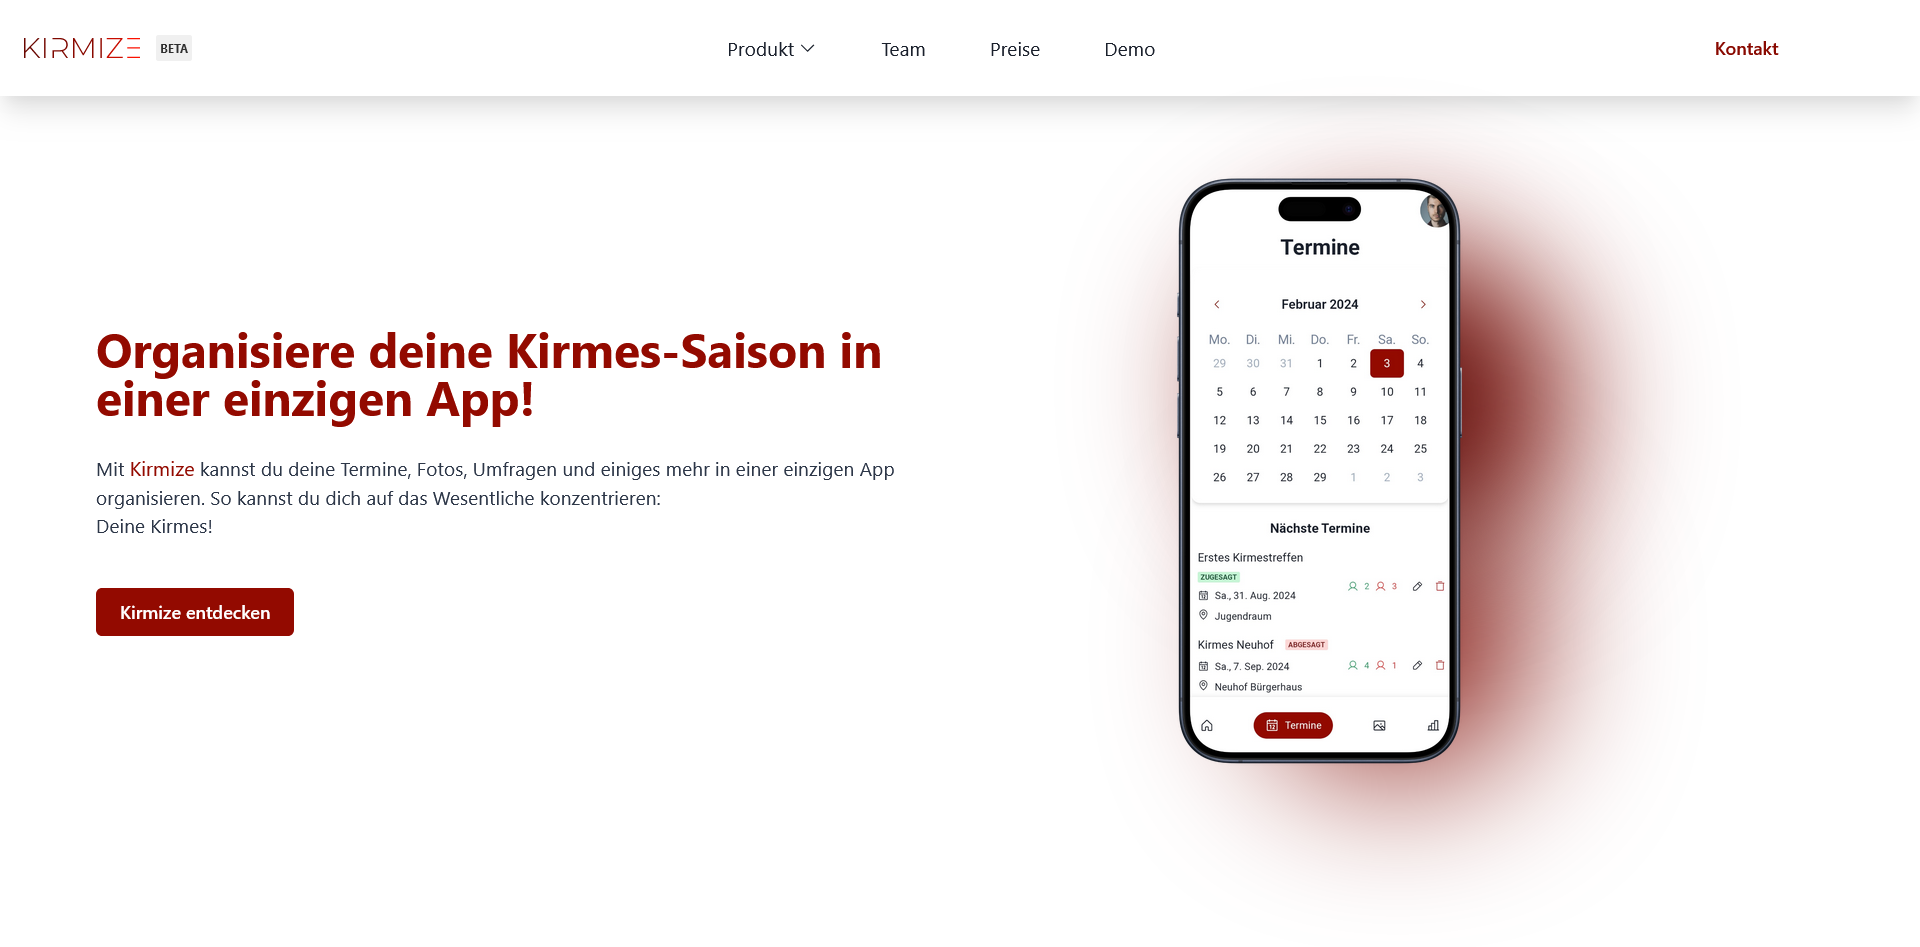 KIRMIZE BETA
Produkt Team Preise Demo Kontakt
Organisiere deine Kirmes-Saison in
einer einzigen App!
Mit Kirmize kannst du deine Termine, Fotos, Umfragen und einiges mehr in einer einzigen App
organisieren. So kannst du dich auf das Wesentliche konzentrieren:
Deine Kirmes!
Kirmize entdecken
Termine
Februar 2024
Mo. Di. Mi. Do. Fr. Sa. So.
29 30 31 1 2 3 4
5 6 7 8 9 10 11
12 13 14 15 16 17 18
19 20 21 22 23 24 25
26 27 28 29 1 2 3
Nächste Termine
Erstes Kirmestreffen
ZUGESAGT
2 3
Sa., 31. Aug. 2024
Jugendraum
Kirmes Neuhof ABGESAGT
Sa., 7. Sep. 2024 4 1
Neuhof Bürgerhaus
Termine